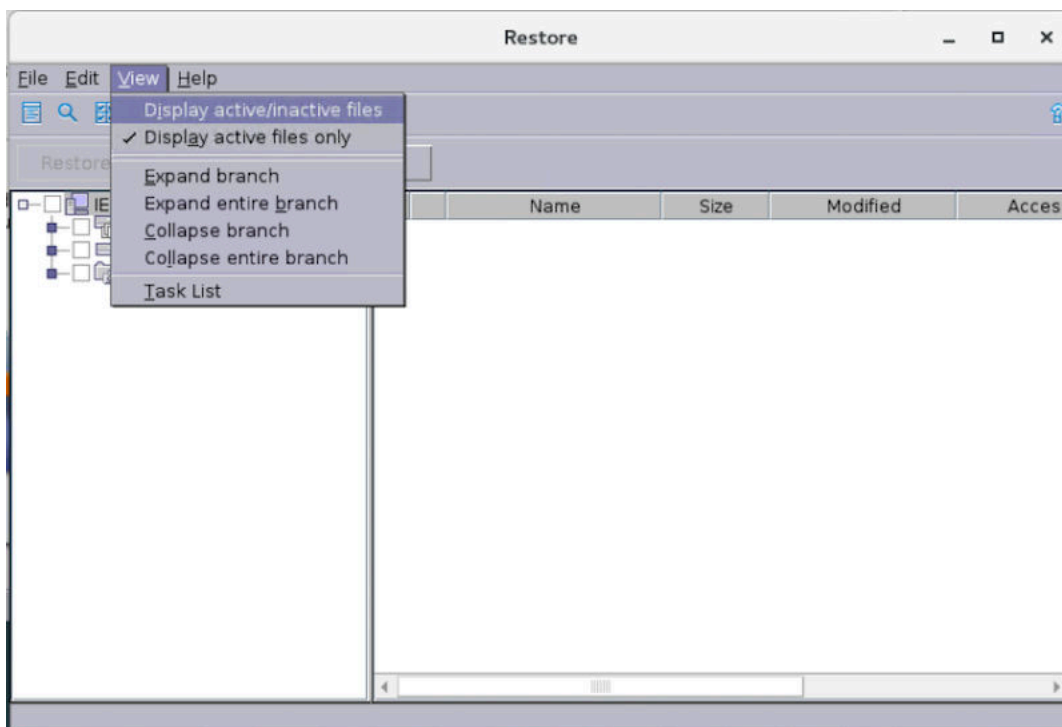 Restore
File Edit View Help
Display active/inactive files
Display active files only
Restore
Expand branch
IE
Name Size Modified Acces
Expand entire branch
Collapse branch
Collapse entire branch
Task List